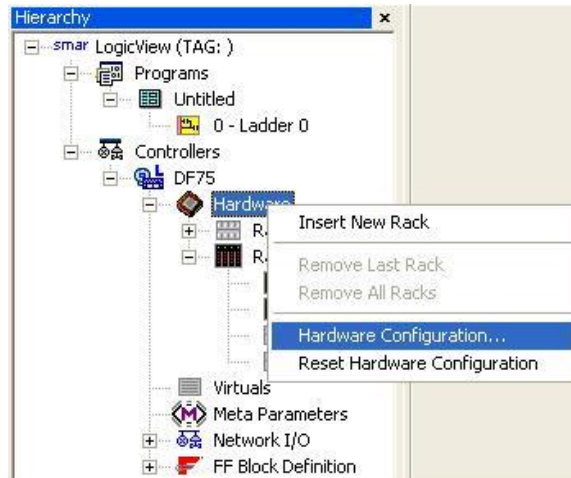 Hierarchy
smar LogicView (TAG: )
Programs
Untitled
0 - Ladder 0
Controllers
DF75
Hardware
Insert New Rack
Remove Last Rack
Remove All Racks
Hardware Configuration...
Reset Hardware Configuration
Virtuals
Meta Parameters
Network I/O
FF Block Definition